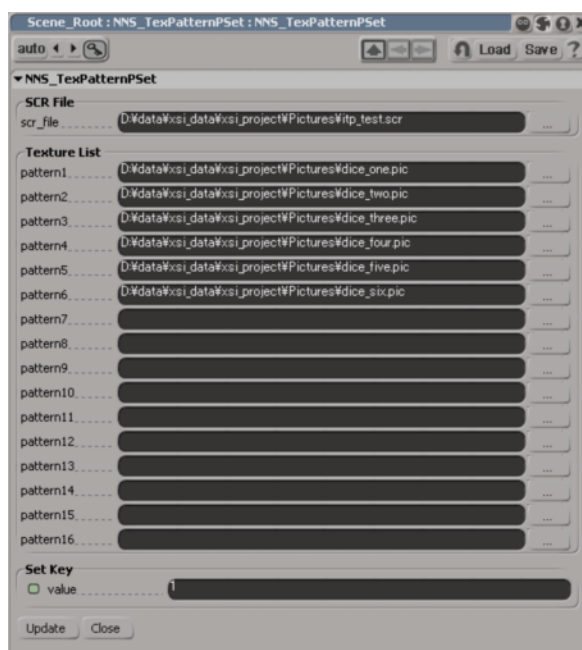 Scene_Root : NNS_TexPatternPSet : NNS_TexPatternPSet
auto Load Save ?
NNS_TexPatternPSet
SCR File
scr_file D:¥data¥xsi_data¥xsi_project¥Pictures¥itp_test.scr ...
Texture List
pattern1 D:¥data¥xsi_data¥xsi_project¥Pictures¥dice_one.pic ...
pattern2 D:¥data¥xsi_data¥xsi_project¥Pictures¥dice_two.pic ...
pattern3 D:¥data¥xsi_data¥xsi_project¥Pictures¥dice_three.pic ...
pattern4 D:¥data¥xsi_data¥xsi_project¥Pictures¥dice_four.pic ...
pattern5 D:¥data¥xsi_data¥xsi_project¥Pictures¥dice_five.pic ...
pattern6 D:¥data¥xsi_data¥xsi_project¥Pictures¥dice_six.pic ...
pattern7 ...
pattern8 ...
pattern9 ...
pattern10 ...
pattern11 ...
pattern12 ...
pattern13 ...
pattern14 ...
pattern15 ...
pattern16 ...
Set Key
value 1
Update Close